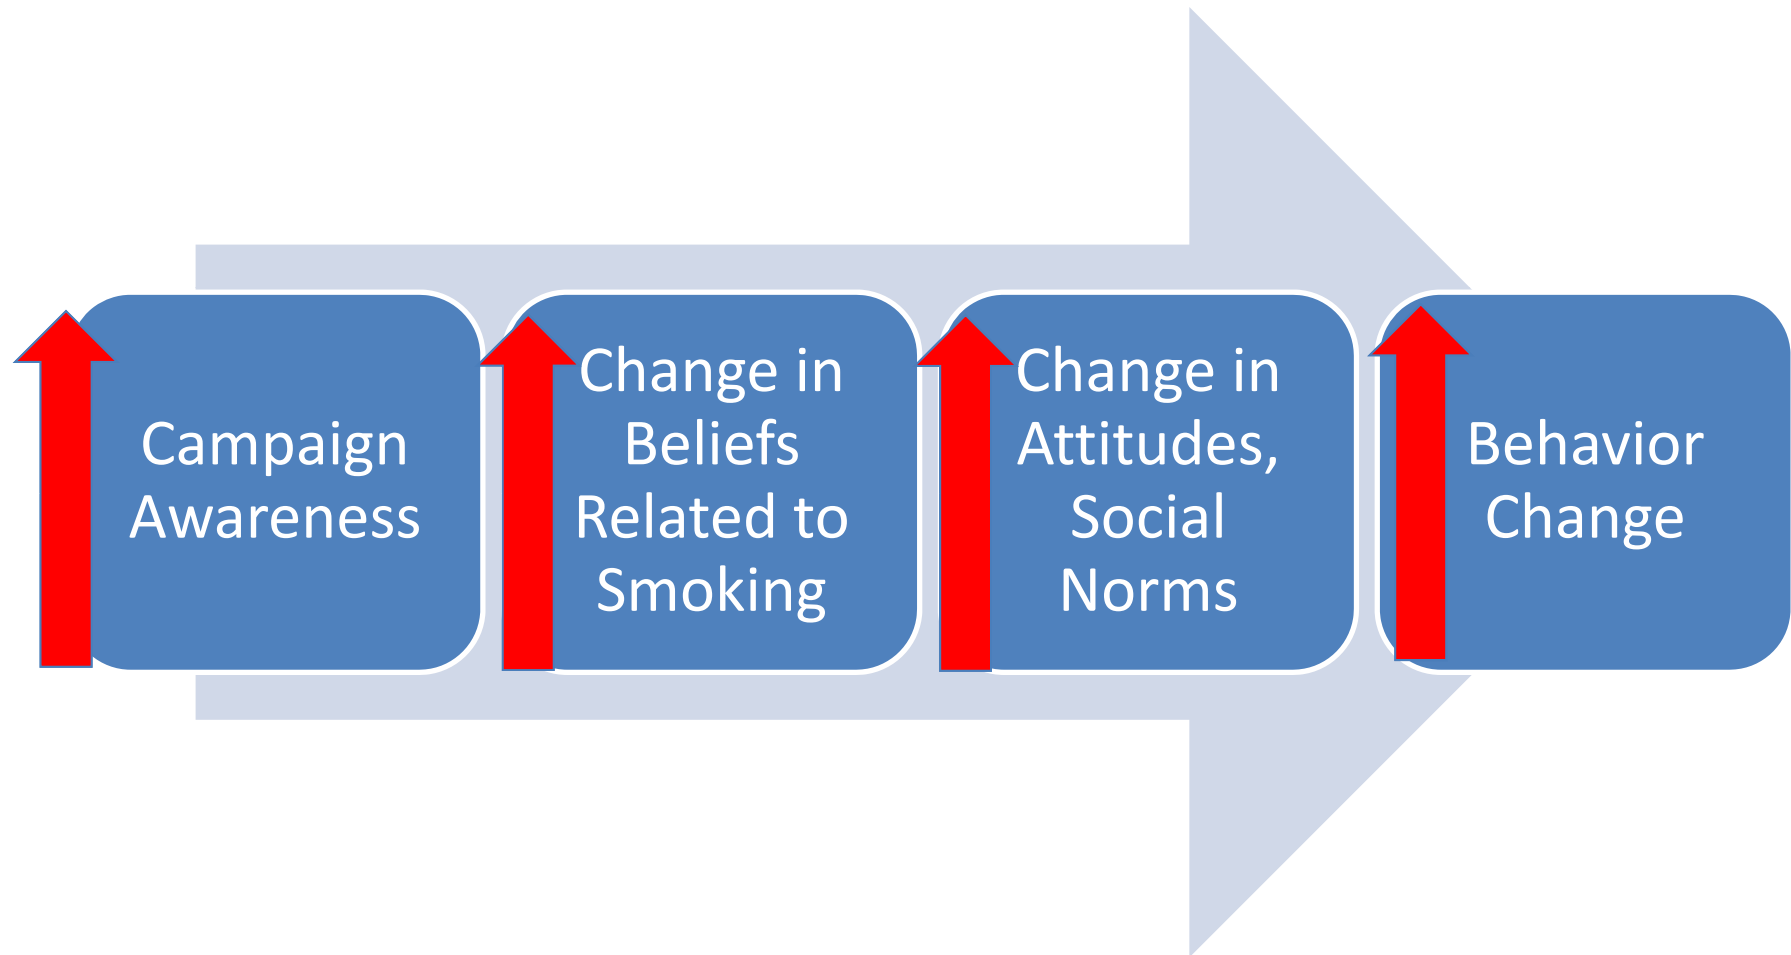 Campaign
Awareness
Change in
Beliefs
Related to
Smoking
Change in
Attitudes,
Social
Norms
Behavior
Change